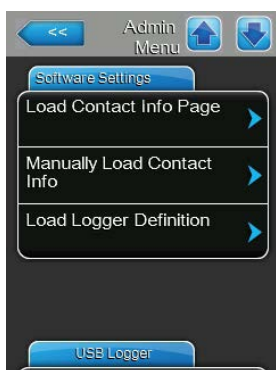 <<
Admin
Menu
Software Settings
Load Contact Info Page
Manually Load Contact
Info
Load Logger Definition
USB Logger